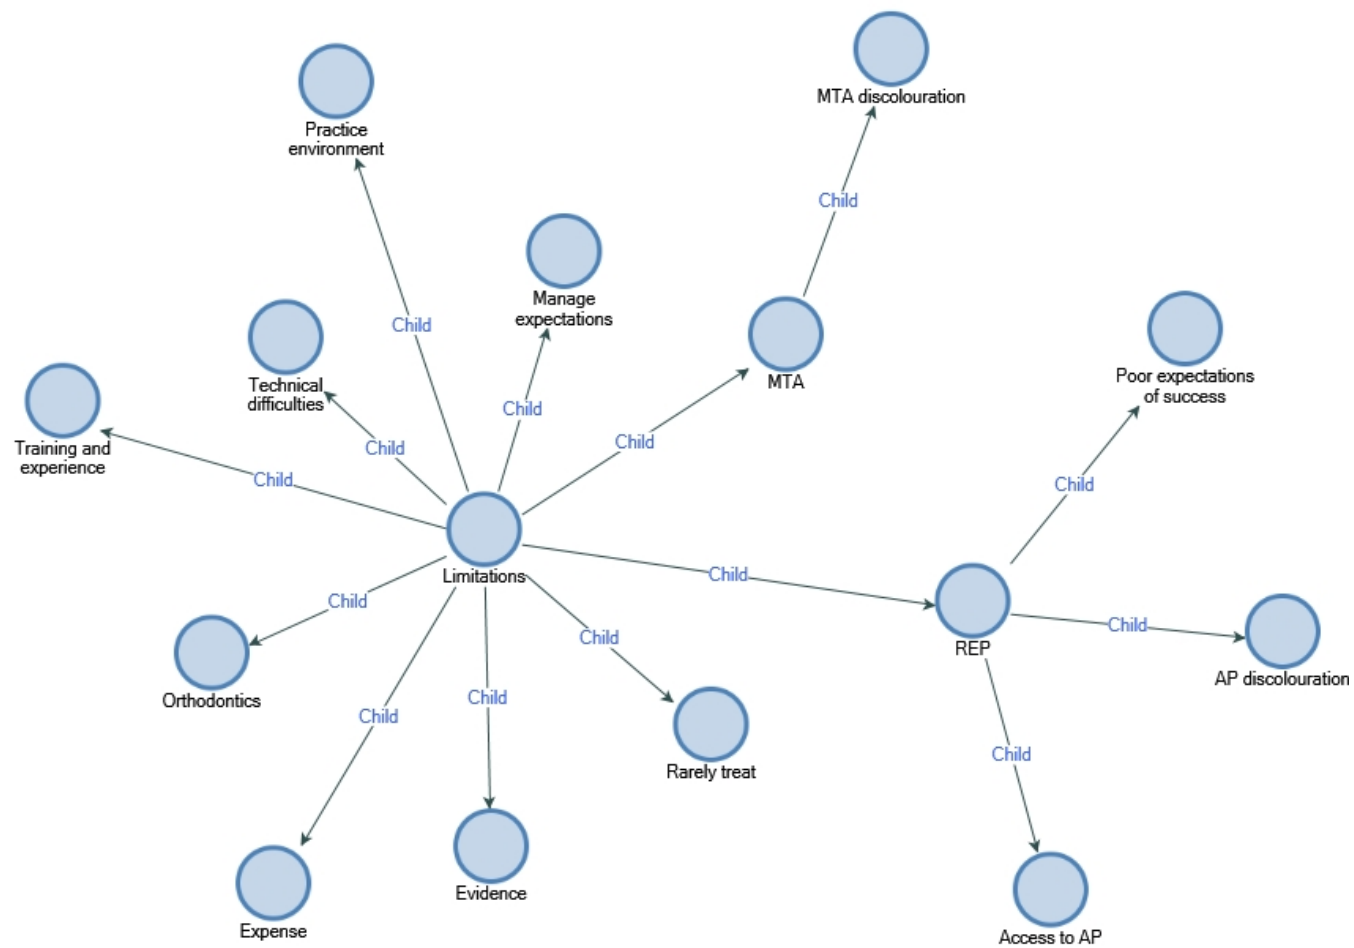 MTA discolouration
Practice
environment
Child
Manage
expectations
Child
MTA
Poor expectations
of success
Technical
difficulties
Child
Child
Training and
experience
Child
Child
Child
Child
Limitations
Child
REP
Child
AP discolouration
Child
Orthodontics
Child
Child
Child
Rarely treat
Child
Evidence
Expense
Access to AP